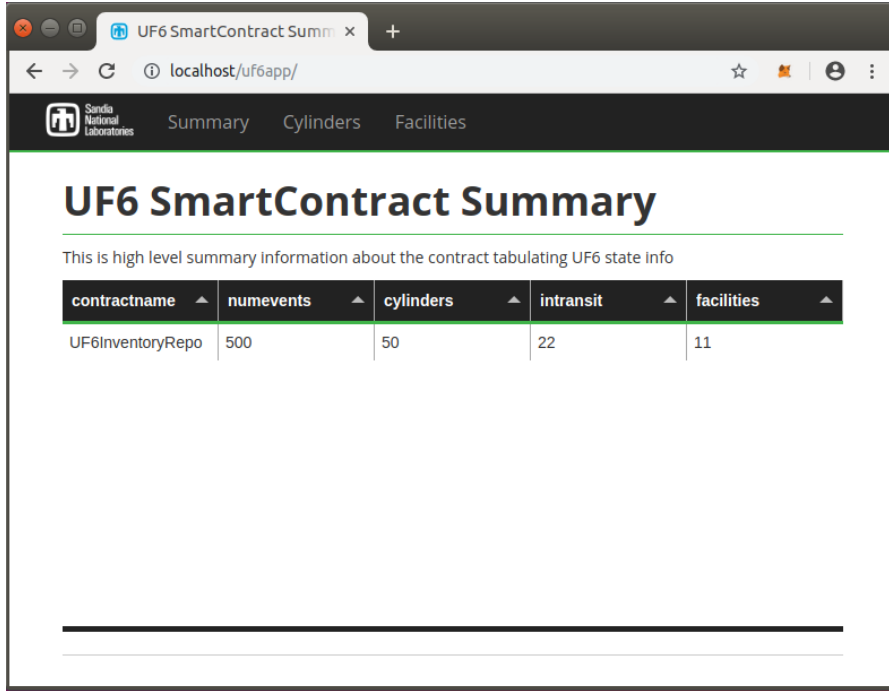 UF6 SmartContract Summ
localhost/uf6app/
Sandia
National
Laboratories
Summary Cylinders Facilities
UF6 SmartContract Summary
This is high level summary information about the contract tabulating UF6 state info
contractname numevents cylinders intransit facilities
UF6InventoryRepo 500 50 22 11